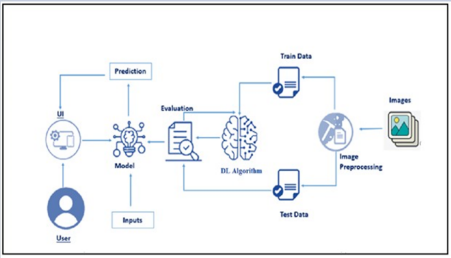 Train Data
Prediction
Evaluation
Images
UI
Model
DL Algorithm
Image
Preprocessing
Inputs
Test Data
User